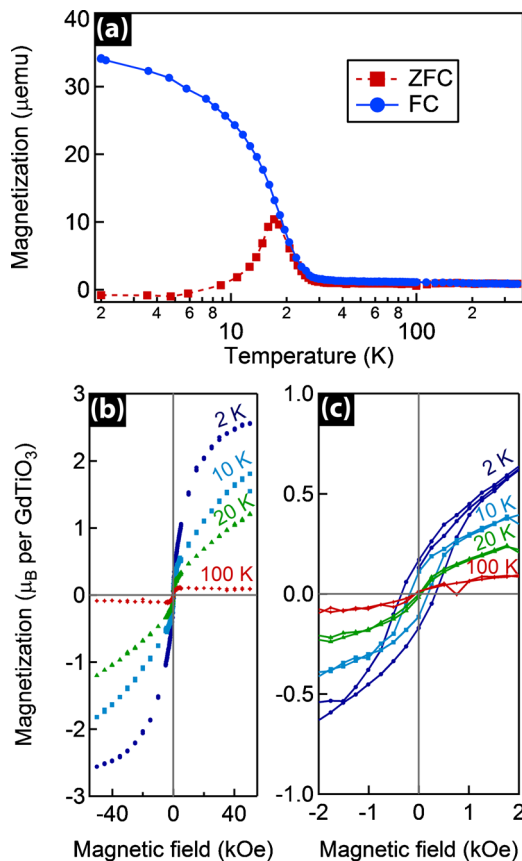 (a)
Magnetization (μemu)
40
30
20
10
0
ZFC
FC
2 4 6 8 10 2 4 6 8 100 2
Temperature (K)
(b)
(c)
Magnetization (μB per GdTiO3)
3
2
1
0
-1
-2
-3
2 K
10 K
20 K
100 K
-40 0 40
Magnetic field (kOe)
1.0
0.5
0.0
-0.5
-1.0
2 K
10 K
20 K
100 K
-2 -1 0 1 2
Magnetic field (kOe)